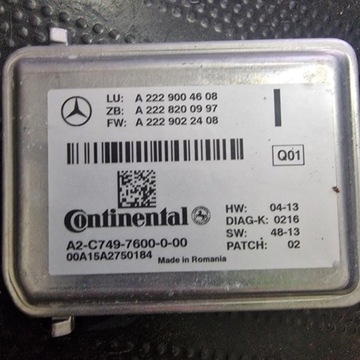 LU: A 222 900 46 08
ZB: A 222 820 09 97
FW: A 222 902 24 08
Q01
Continental
HW: 04-13
DIAG-K: 0216
SW: 48-13
PATCH: 02
A2-C749-7600-0-00
00A15A2750184
Made in Romania